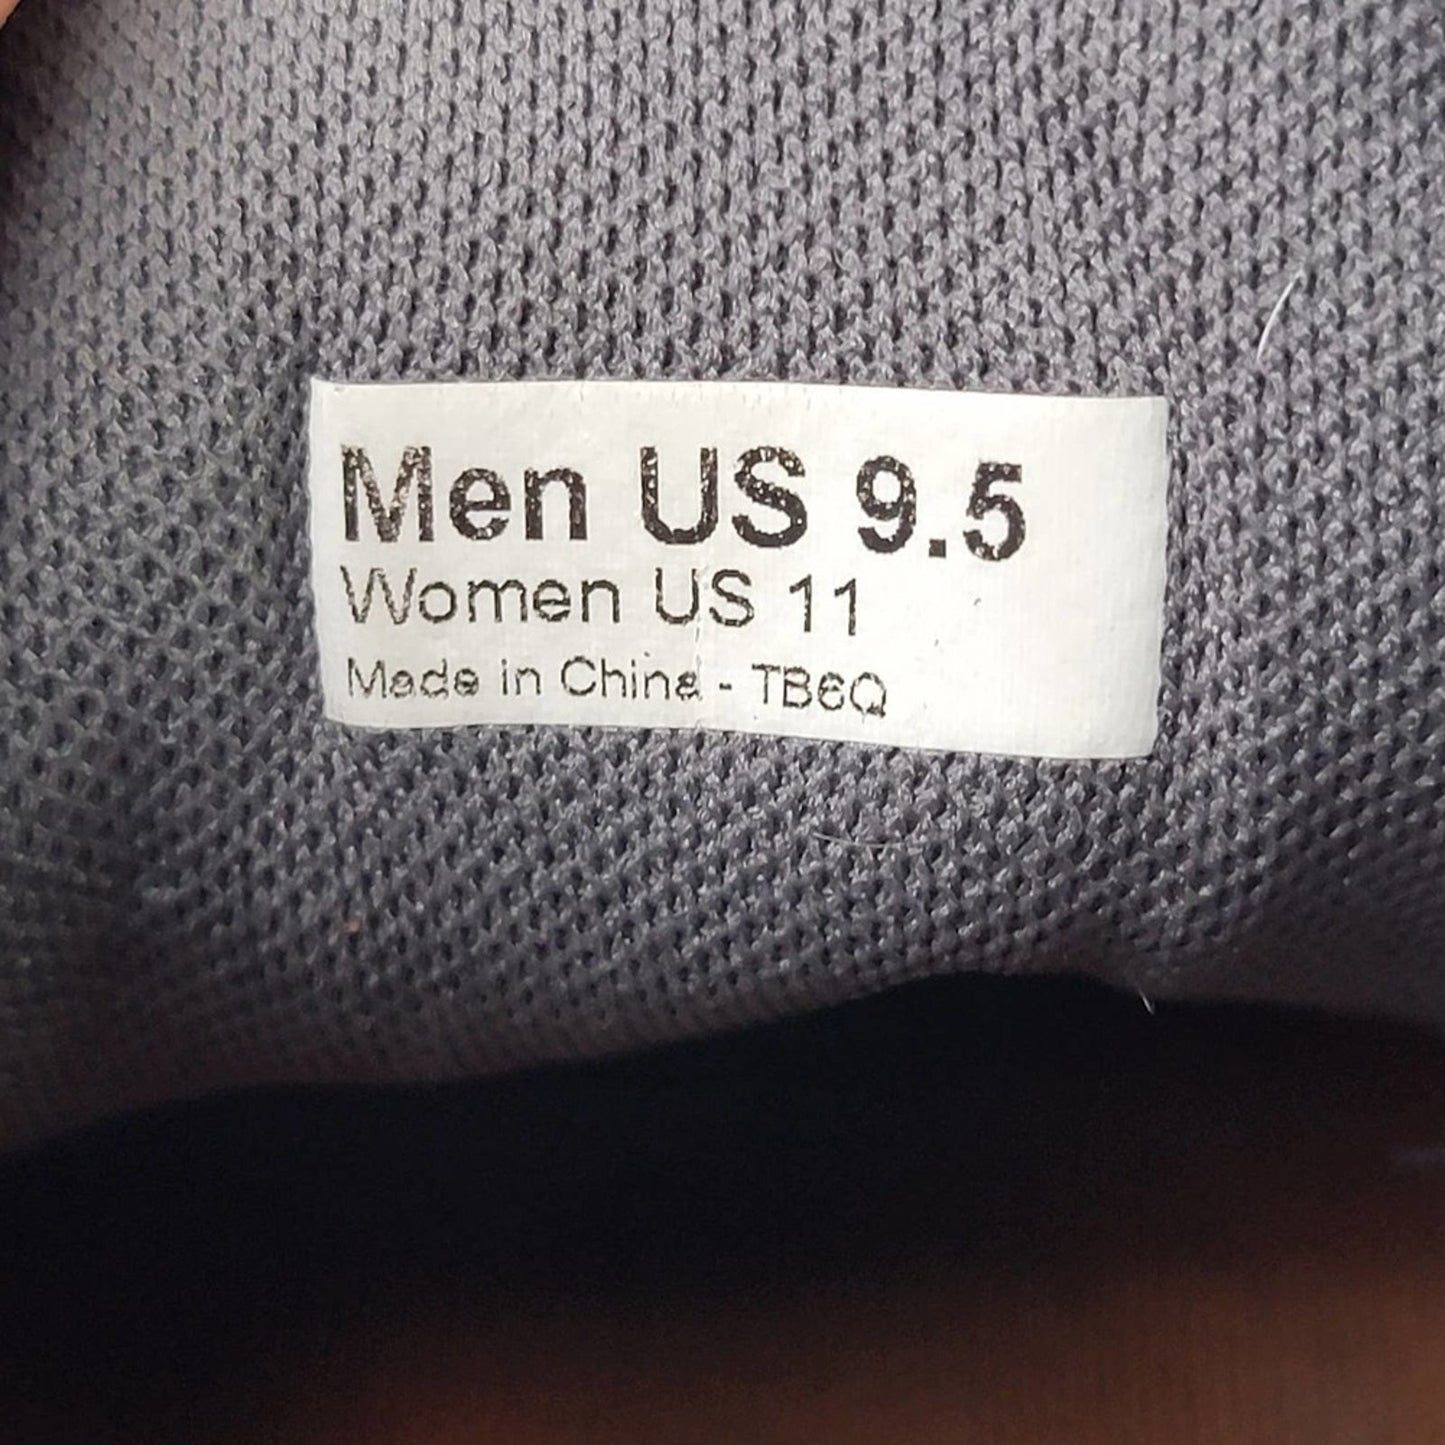 Men US 9.5
Women US 11
Made in China - TB6Q